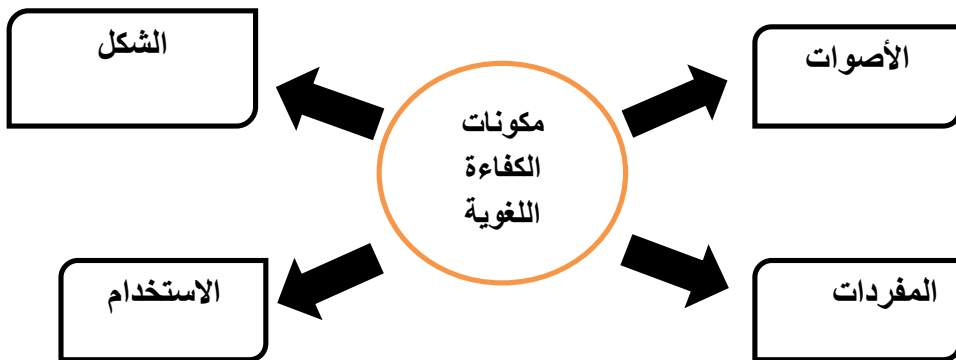 الأصوات
الشكل
مكونات
الكفاءة
اللغوية
المفردات
الاستخدام